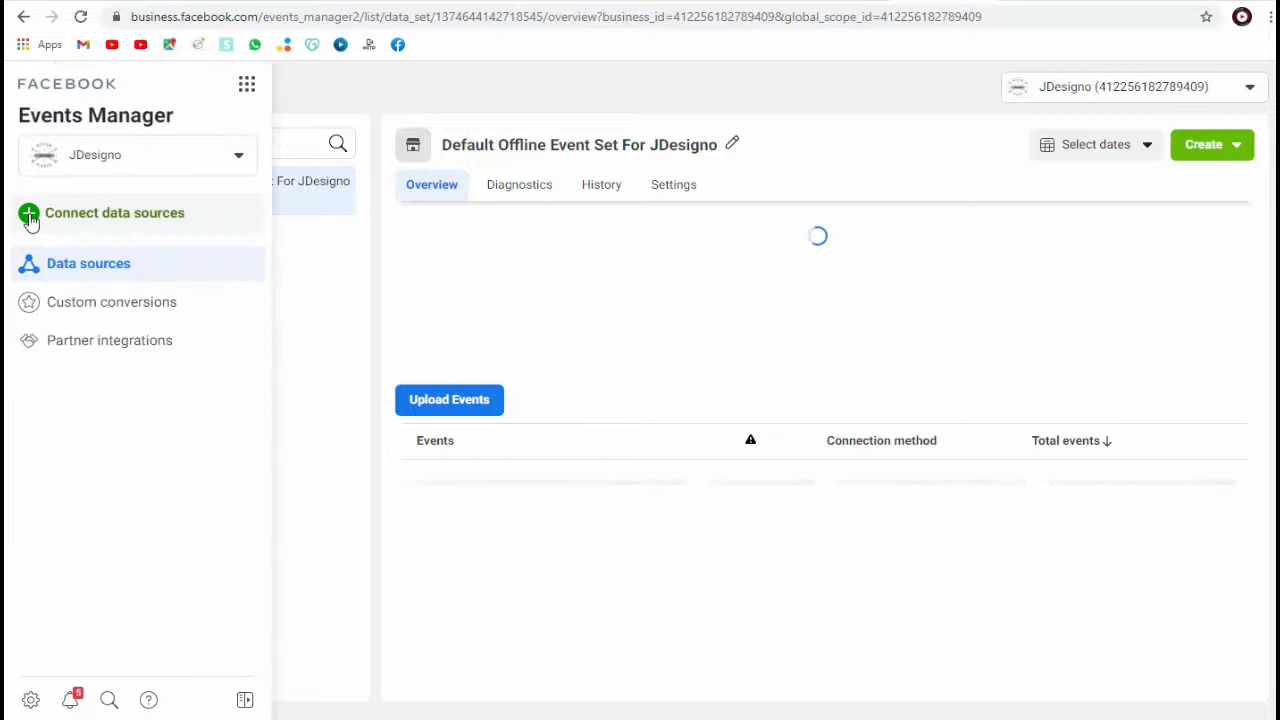 business.facebook.com/events_manager2/list/data_set/1374644142718545/overview?business_id=412256182789409&global_scope_id=412256182789409
Apps
FACEBOOK
Events Manager
JDesigno
Connect data sources
Data sources
Custom conversions
Partner integrations
5
t For JDesigno
JDesigno (412256182789409)
Default Offline Event Set For JDesigno
Select dates
Create
Overview
Diagnostics
History
Settings
Upload Events
Events
Connection method
Total events